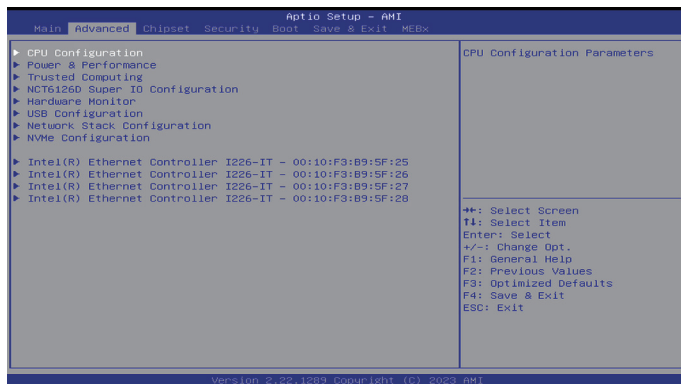 Aptio Setup – AMI
Main Advanced Chipset Security Boot Save & Exit MEBx
► CPU Configuration
► Power & Performance
► Trusted Computing
► NCT6126D Super IO Configuration
► Hardware Monitor
► USB Configuration
► Network Stack Configuration
► NVMe Configuration
► Intel(R) Ethernet Controller I226-IT – 00:10:F3:B9:5F:25
► Intel(R) Ethernet Controller I226-IT – 00:10:F3:B9:5F:26
► Intel(R) Ethernet Controller I226-IT – 00:10:F3:B9:5F:27
► Intel(R) Ethernet Controller I226-IT – 00:10:F3:B9:5F:28
CPU Configuration Parameters
→←: Select Screen
↑↓: Select Item
Enter: Select
+/-: Change Opt.
F1: General Help
F2: Previous Values
F3: Optimized Defaults
F4: Save & Exit
ESC: Exit
Version 2.22.1289 Copyright (C) 2023 AMI